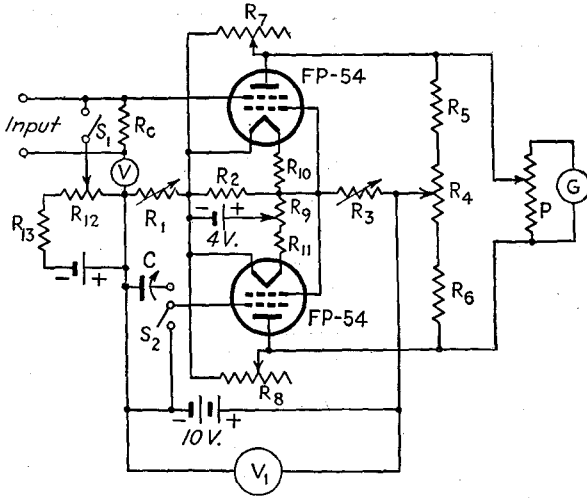 R7
FP-54
Input
S1
Rc
R5
V
R10
R12
R1
R2
R9
R3
R4
P
G
R13
- +
- +
4V.
R11
C
S2
R6
FP-54
R8
- +
10V.
V1